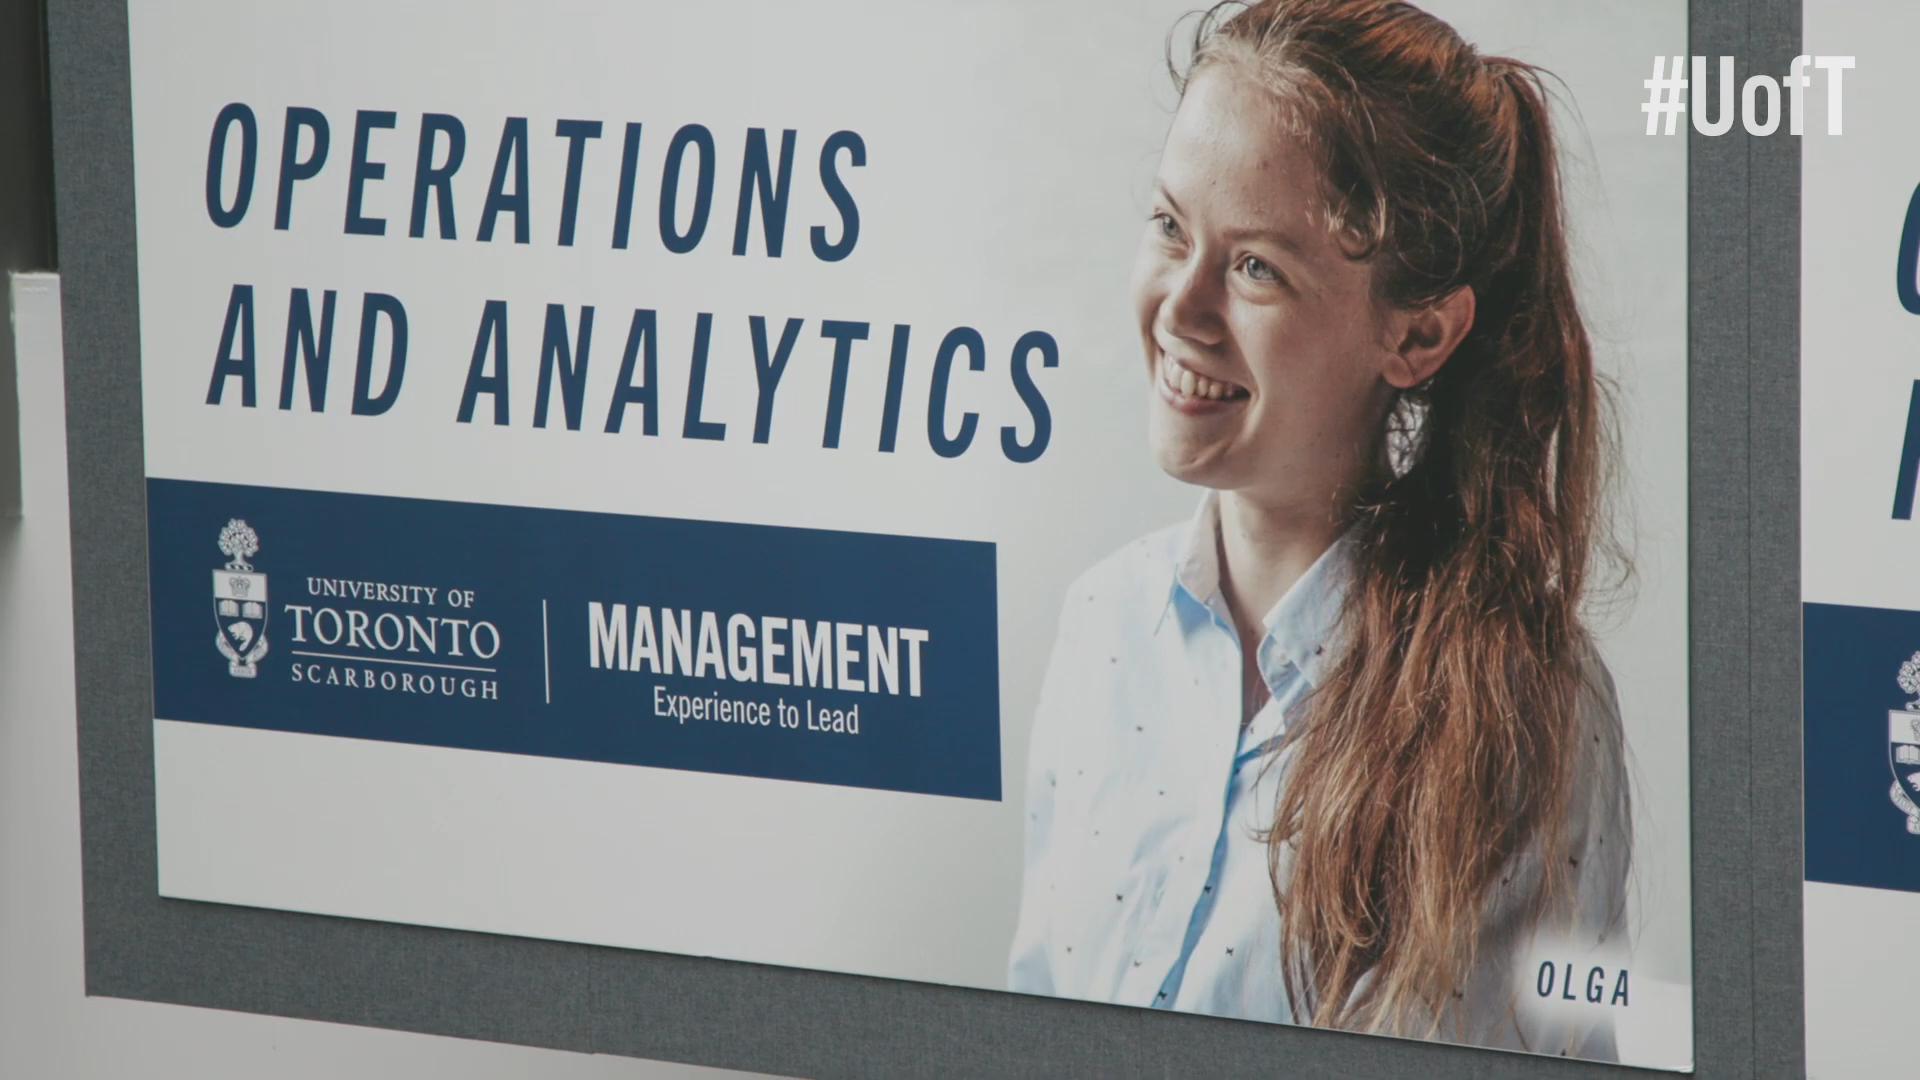 #UofT
OPERATIONS
AND ANALYTICS
UNIVERSITY OF
TORONTO
SCARBOROUGH
MANAGEMENT
Experience to Lead
OLGA